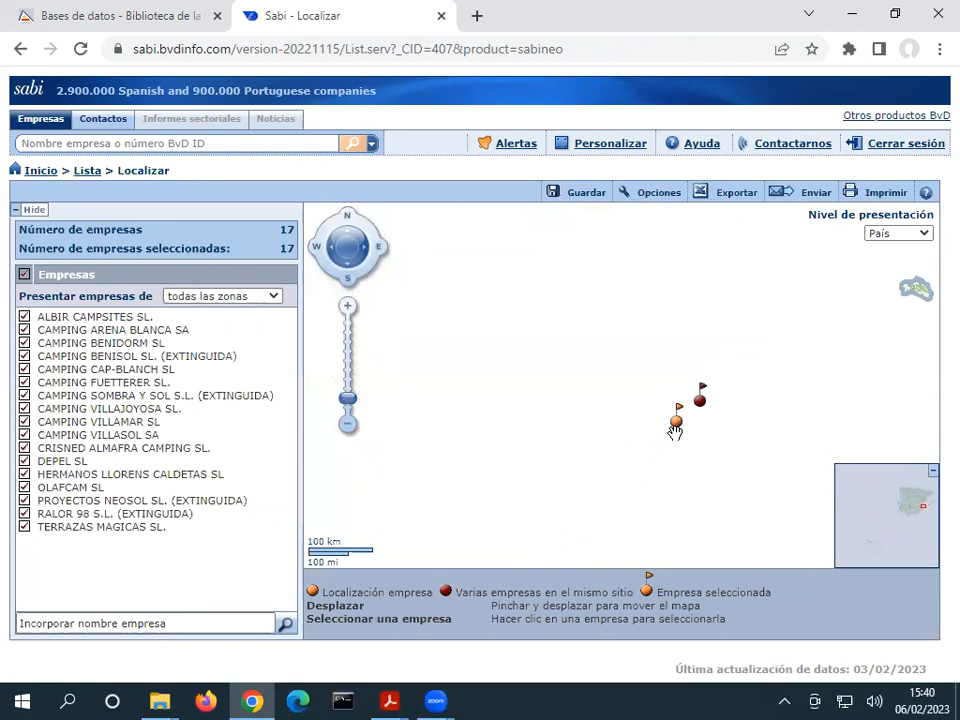 Bases de datos - Biblioteca de la
Sabi - Localizar
sabi.bvdinfo.com/version-20221115/List.serv?_CID=407&product=sabineo
sabi 2.900.000 Spanish and 900.000 Portuguese companies
Empresas Contactos Informes sectoriales Noticias
Otros productos BvD
Nombre empresa o número BvD ID
Alertas Personalizar Ayuda Contactarnos Cerrar sesión
Inicio > Lista > Localizar
Guardar Opciones Exportar Enviar Imprimir
Hide
Número de empresas 17
Número de empresas seleccionadas: 17
Empresas
Presentar empresas de todas las zonas
ALBIR CAMPSITES SL.
CAMPING ARENA BLANCA SA
CAMPING BENIDORM SL
CAMPING BENISOL SL. (EXTINGUIDA)
CAMPING CAP-BLANCH SL
CAMPING FUETTERER SL.
CAMPING SOMBRA Y SOL S.L. (EXTINGUIDA)
CAMPING VILLAJOYOSA SL.
CAMPING VILLAMAR SL
CAMPING VILLASOL SA
CRISNED ALMAFRA CAMPING SL.
DEPEL SL
HERMANOS LLORENS CALDETAS SL
OLAFCAM SL
PROYECTOS NEOSOL SL. (EXTINGUIDA)
RALOR 98 S.L. (EXTINGUIDA)
TERRAZAS MAGICAS SL.
Incorporar nombre empresa
Nivel de presentación
País
N
W E
S
100 km
100 mi
Localización empresa Varias empresas en el mismo sitio Empresa seleccionada
Desplazar Pinchar y desplazar para mover el mapa
Seleccionar una empresa Hacer clic en una empresa para seleccionarla
Última actualización de datos: 03/02/2023
zoom
15:40
06/02/2023